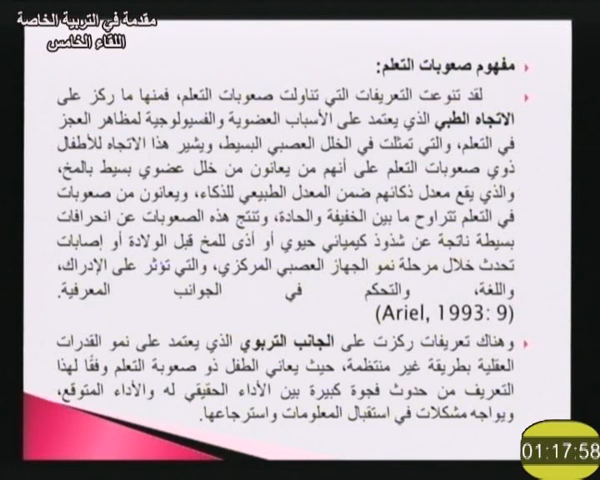 مقدمة في التربية الخاصة
اللقاء الخامس
مفهوم صعوبات التعلم:
لقد تنوعت التعريفات التي تناولت صعوبات التعلم، فمنها ما ركز على
الاتجاه الطبي الذي يعتمد على الأسباب العضوية والفسيولوجية لمظاهر العجز
في التعلم، والتي تمثلت في الخلل العصبي البسيط، ويشير هذا الاتجاه للأطفال
ذوي صعوبات التعلم على أنهم من يعانون من خلل عضوي بسيط بالمخ،
والذي يقع معدل ذكائهم ضمن المعدل الطبيعي للذكاء، ويعانون من صعوبات
في التعلم تتراوح ما بين الخفيفة والحادة، وتنتج هذه الصعوبات عن انحرافات
بسيطة ناتجة عن شذوذ كيميائي حيوي أو أذى للمخ قبل الولادة أو إصابات
تحدث خلال مرحلة نمو الجهاز العصبي المركزي، والتي تؤثر على الإدراك،
واللغة، والتحكم في الجوانب المعرفية.
(Ariel, 1993: 9)
وهناك تعريفات ركزت على الجانب التربوي الذي يعتمد على نمو القدرات
العقلية بطريقة غير منتظمة، حيث يعاني الطفل ذو صعوبة التعلم وفقًا لهذا
التعريف من حدوث فجوة كبيرة بين الأداء الحقيقي له والأداء المتوقع،
ويواجه مشكلات في استقبال المعلومات واسترجاعها.
01:17:58